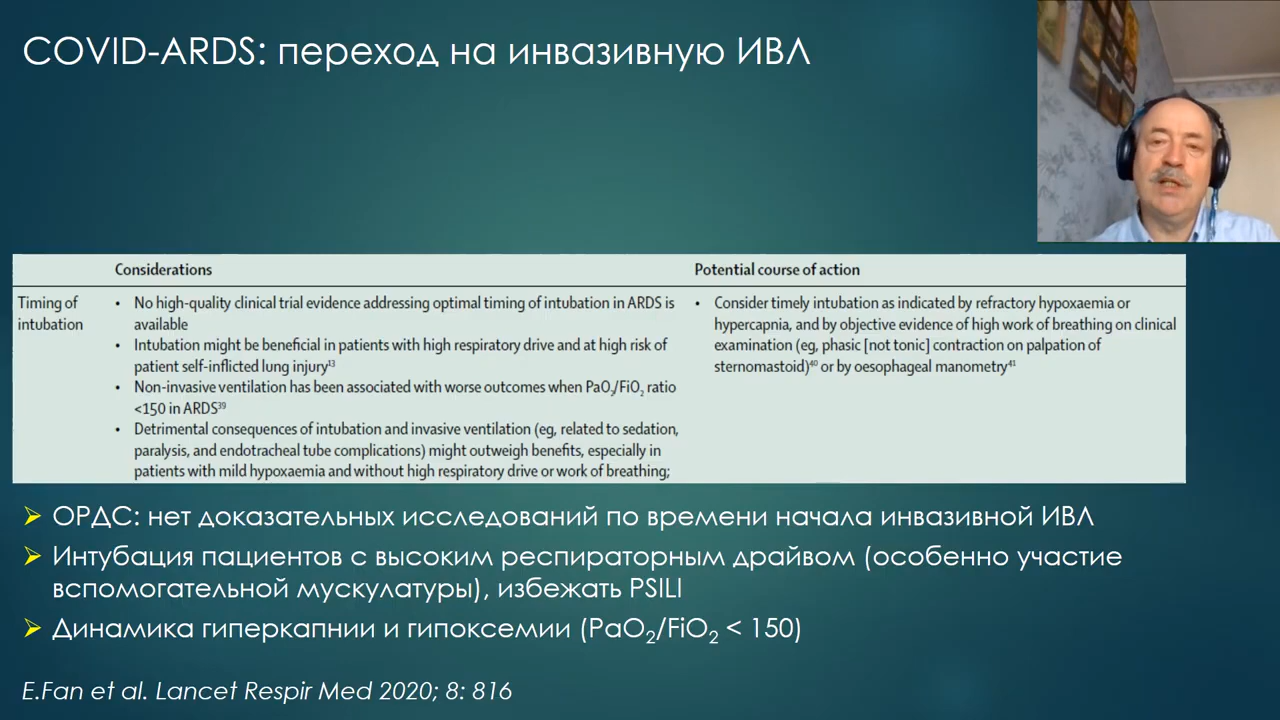 COVID-ARDS: переход на инвазивную ИВЛ
Considerations
Potential course of action
Timing of
intubation
• No high-quality clinical trial evidence addressing optimal timing of intubation in ARDS is
available
• Intubation might be beneficial in patients with high respiratory drive and at high risk of
patient self-inflicted lung injury¹³
• Non-invasive ventilation has been associated with worse outcomes when PaO₂/FiO₂ ratio
<150 in ARDS³⁹
• Detrimental consequences of intubation and invasive ventilation (eg, related to sedation,
paralysis, and endotracheal tube complications) might outweigh benefits, especially in
patients with mild hypoxaemia and without high respiratory drive or work of breathing;
• Consider timely intubation as indicated by refractory hypoxaemia or
hypercapnia, and by objective evidence of high work of breathing on clinical
examination (eg, phasic [not tonic] contraction on palpation of
sternomastoid)⁴⁰ or by oesophageal manometry⁴¹
➢ ОРДС: нет доказательных исследований по времени начала инвазивной ИВЛ
➢ Интубация пациентов с высоким респираторным драйвом (особенно участие
вспомогательной мускулатуры), избежать PSILI
➢ Динамика гиперкапнии и гипоксемии (PaO₂/FiO₂ < 150)
E.Fan et al. Lancet Respir Med 2020; 8: 816